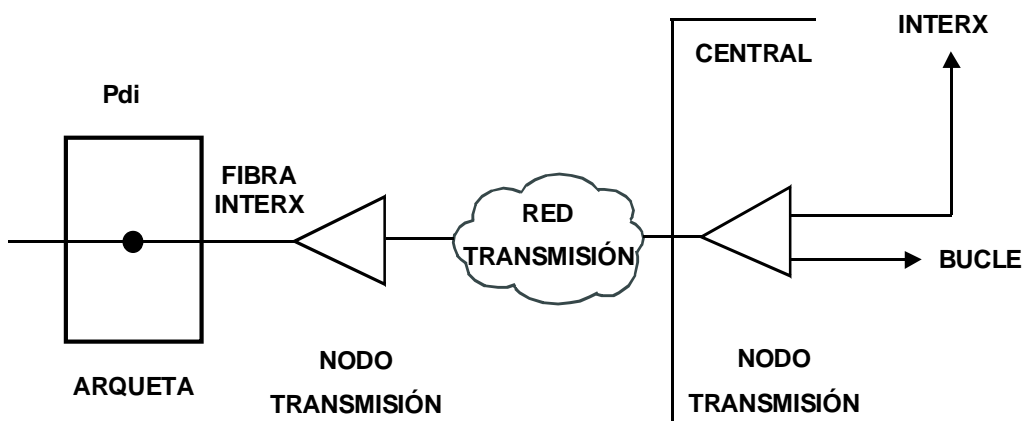 INTERX
CENTRAL
Pdi
FIBRA
INTERX
RED
TRANSMISIÓN
BUCLE
ARQUETA
NODO
TRANSMISIÓN
NODO
TRANSMISIÓN